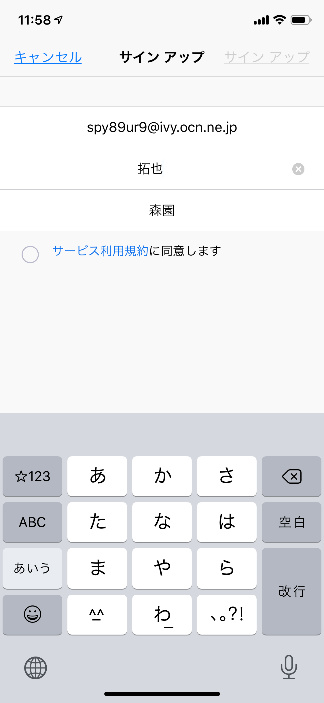 11:58
キャンセル サイン アップ サイン アップ
spy89ur9@ivy.ocn.ne.jp
拓也
森園
サービス利用規約に同意します
☆123 あ か さ
ABC た な は 空白
あいう ま や ら 改行
^^ わ_ 、。?!